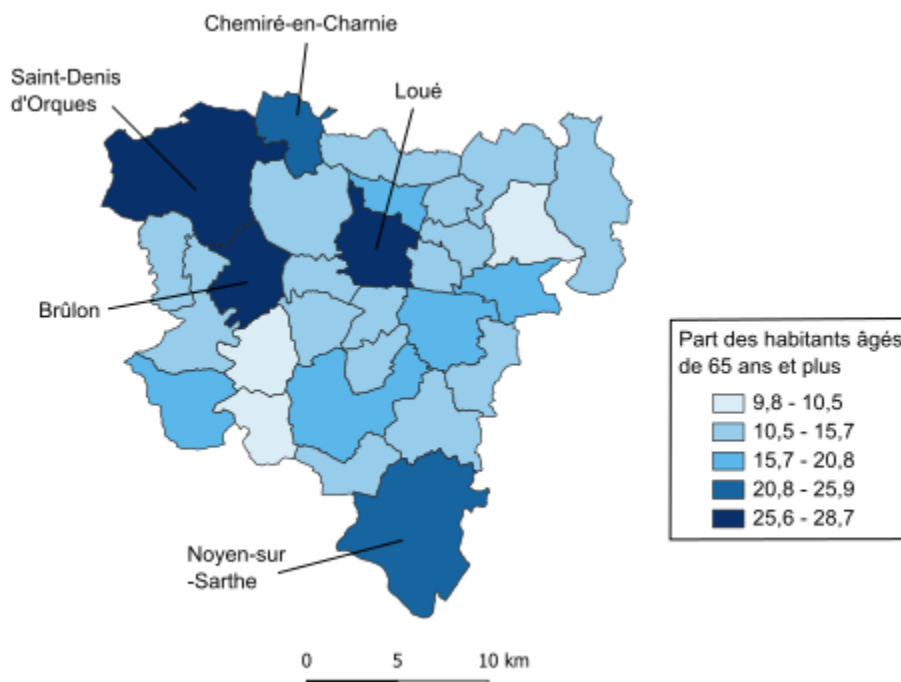 Chemiré-en-Charnie
Saint-Denis
d'Orques
Loué
Brûlon
Part des habitants âgés
de 65 ans et plus
9,8 - 10,5
10,5 - 15,7
15,7 - 20,8
20,8 - 25,9
25,6 - 28,7
Noyen-sur
-Sarthe
0 5 10 km